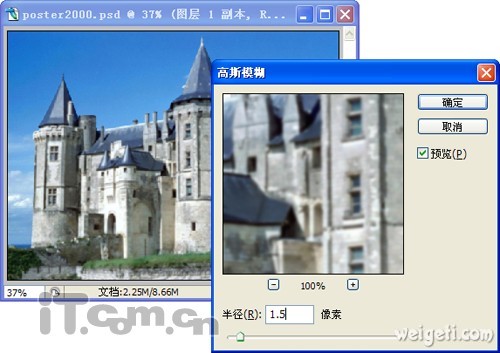 poster2000.psd @ 37% (图层 1 副本, R...
高斯模糊
确定
取消
预览(P)
100%
37%
文档:2.25M/8.66M
半径(R): 1.5 像素
iT.com.cn
weigeti.com